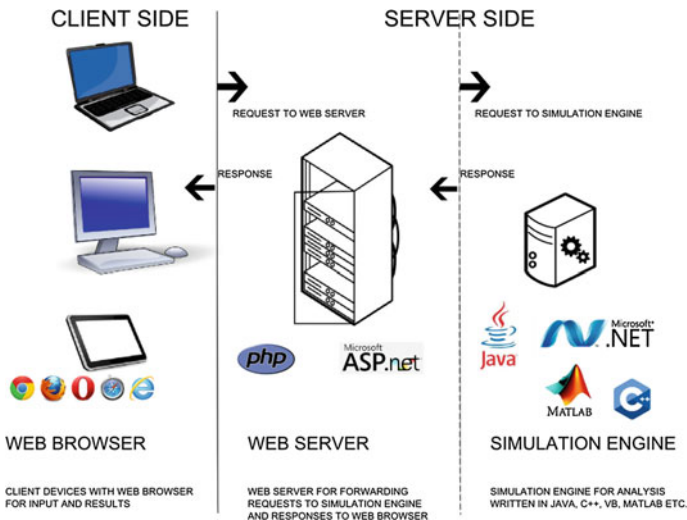 CLIENT SIDE
SERVER SIDE
REQUEST TO WEB SERVER
REQUEST TO SIMULATION ENGINE
RESPONSE
RESPONSE
php
Microsoft
ASP.net
Java
Microsoft
.NET
MATLAB
C++
WEB BROWSER
WEB SERVER
SIMULATION ENGINE
CLIENT DEVICES WITH WEB BROWSER
FOR INPUT AND RESULTS
WEB SERVER FOR FORWARDING
REQUESTS TO SIMULATION ENGINE
AND RESPONSES TO WEB BROWSER
SIMULATION ENGINE FOR ANALYSIS
WRITTEN IN JAVA, C++, VB, MATLAB ETC.